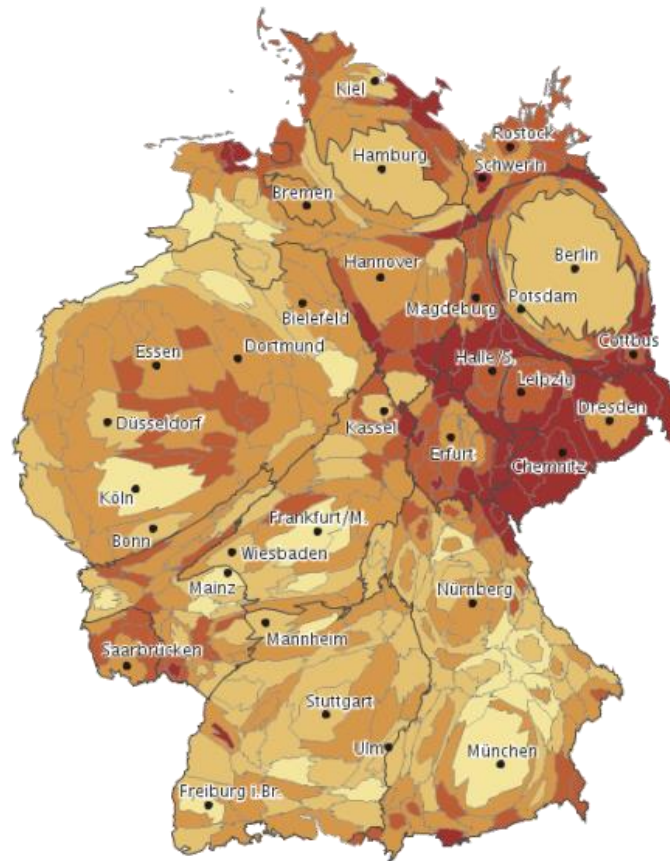 Kiel
Rostock
Hamburg
Schwerin
Bremen
Berlin
Hannover
Magdeburg
Potsdam
Bielefeld
Cottbus
Essen
Dortmund
Halle/S.
Leipzig
Düsseldorf
Kassel
Dresden
Erfurt
Chemnitz
Köln
Frankfurt/M.
Bonn
Wiesbaden
Mainz
Nürnberg
Mannheim
Saarbrücken
Stuttgart
Ulm
München
Freiburg i.Br.